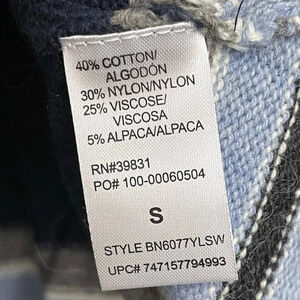 40% COTTON/
ALGODÓN
30% NYLON/NYLON
25% VISCOSE/
VISCOSA
5% ALPACA/ALPACA
RN#39831
PO# 100-00060504
S
STYLE BN6077YLSW
UPC# 747157794993